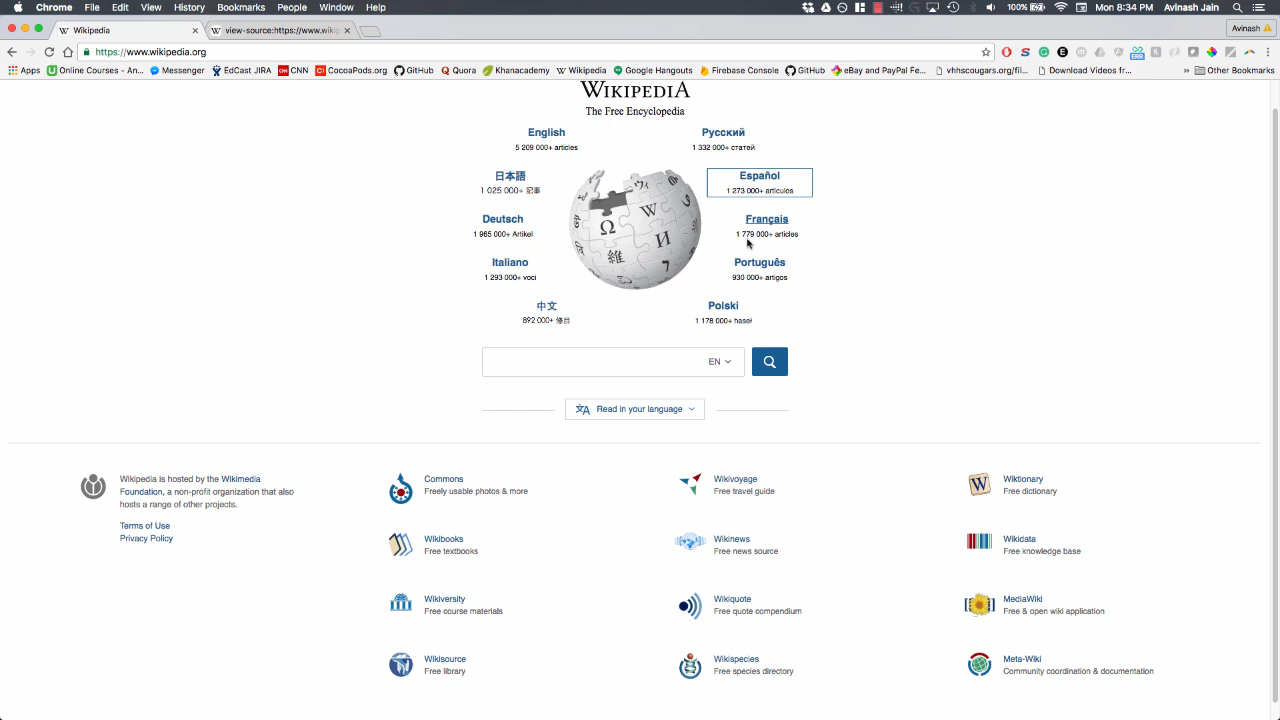 Chrome File Edit View History Bookmarks People Window Help
100% Mon 8:34 PM Avinash Jain
Wikipedia
view-source:https://www.wikip
Avinash
https://www.wikipedia.org
Apps Online Courses - An... Messenger EdCast JIRA CNN CocoaPods.org GitHub Quora Khanacademy Wikipedia Google Hangouts Firebase Console GitHub eBay and PayPal Fe... vhhscougars.org/fil... Download Videos fr... » Other Bookmarks
WIKIPEDIA
The Free Encyclopedia
English
5 209 000+ articles
Русский
1 332 000+ статей
日本語
1 025 000+ 記事
Español
1 273 000+ artículos
Deutsch
1 965 000+ Artikel
Français
1 779 000+ articles
Italiano
1 293 000+ voci
Português
930 000+ artigos
中文
892 000+ 條目
Polski
1 178 000+ haseł
EN
Read in your language
Wikipedia is hosted by the Wikimedia
Foundation, a non-profit organization that also
hosts a range of other projects.
Terms of Use
Privacy Policy
Commons
Freely usable photos & more
Wikivoyage
Free travel guide
Wiktionary
Free dictionary
Wikibooks
Free textbooks
Wikinews
Free news source
Wikidata
Free knowledge base
Wikiversity
Free course materials
Wikiquote
Free quote compendium
MediaWiki
Free & open wiki application
Wikisource
Free library
Wikispecies
Free species directory
Meta-Wiki
Community coordination & documentation